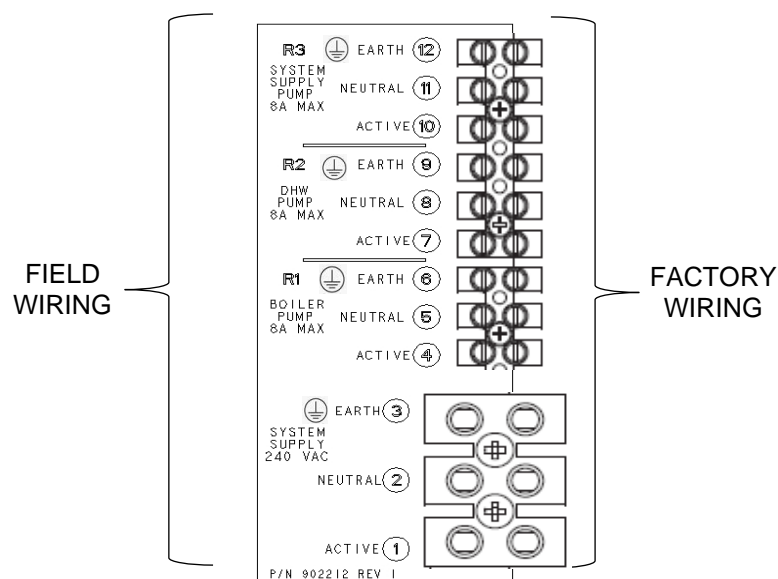 R3 EARTH 12
SYSTEM
SUPPLY
PUMP
8A MAX
NEUTRAL 11
ACTIVE 10
R2 EARTH 9
DHW
PUMP
8A MAX
NEUTRAL 8
ACTIVE 7
R1 EARTH 6
BOILER
PUMP
8A MAX
NEUTRAL 5
ACTIVE 4
EARTH 3
SYSTEM
SUPPLY
240 VAC
NEUTRAL 2
ACTIVE 1
P/N 902212 REV 1
FIELD
WIRING
FACTORY
WIRING